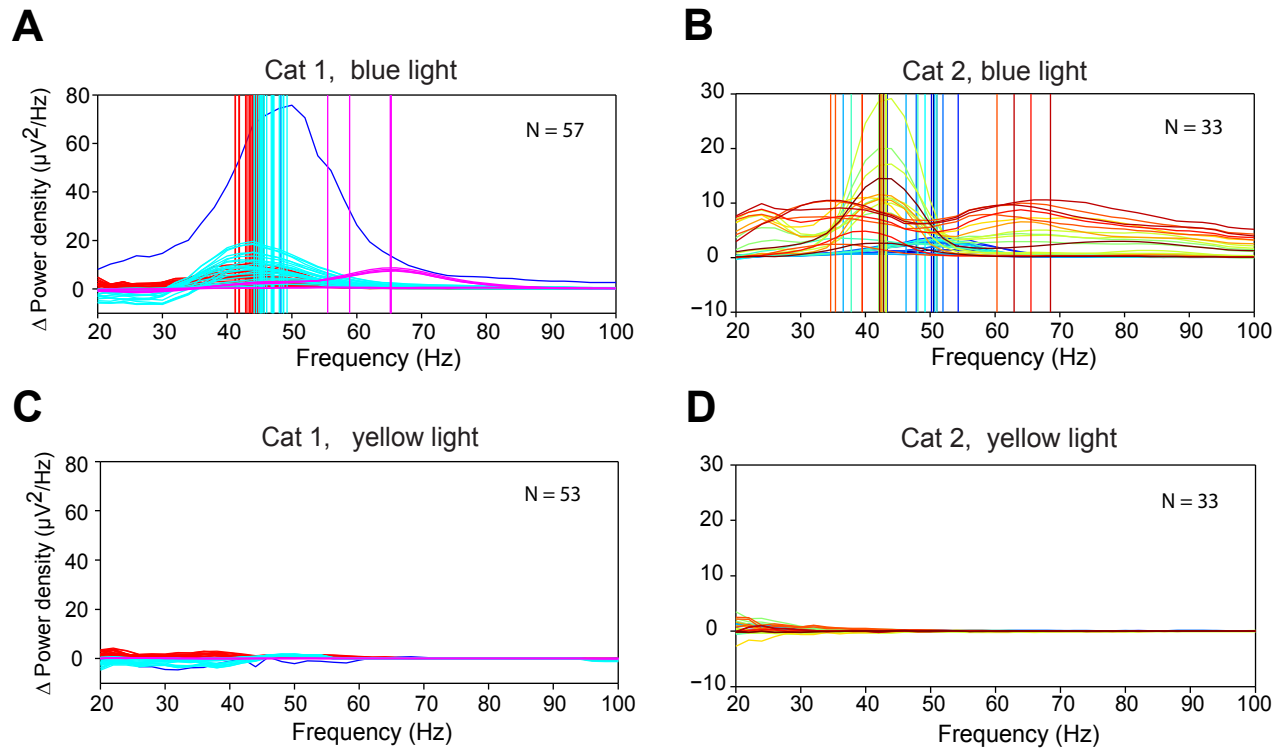 A
Cat 1, blue light
Δ Power density (µV²/Hz)
80
60
40
20
0
N = 57
20 30 40 50 60 70 80 90 100
Frequency (Hz)
B
Cat 2, blue light
30
20
10
0
−10
N = 33
20 30 40 50 60 70 80 90 100
Frequency (Hz)
C
Cat 1, yellow light
Δ Power density (µV²/Hz)
80
60
40
20
0
N = 53
20 30 40 50 60 70 80 90 100
Frequency (Hz)
D
Cat 2, yellow light
30
20
10
0
−10
N = 33
20 30 40 50 60 70 80 90 100
Frequency (Hz)